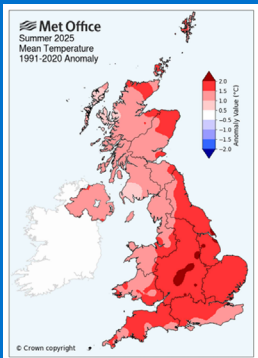 Met Office
Summer 2025
Mean Temperature
1991-2020 Anomaly
2.0
1.5
1.0
0.5
−0.5
−1.0
−1.5
−2.0
Anomaly Value (°C)
© Crown copyright